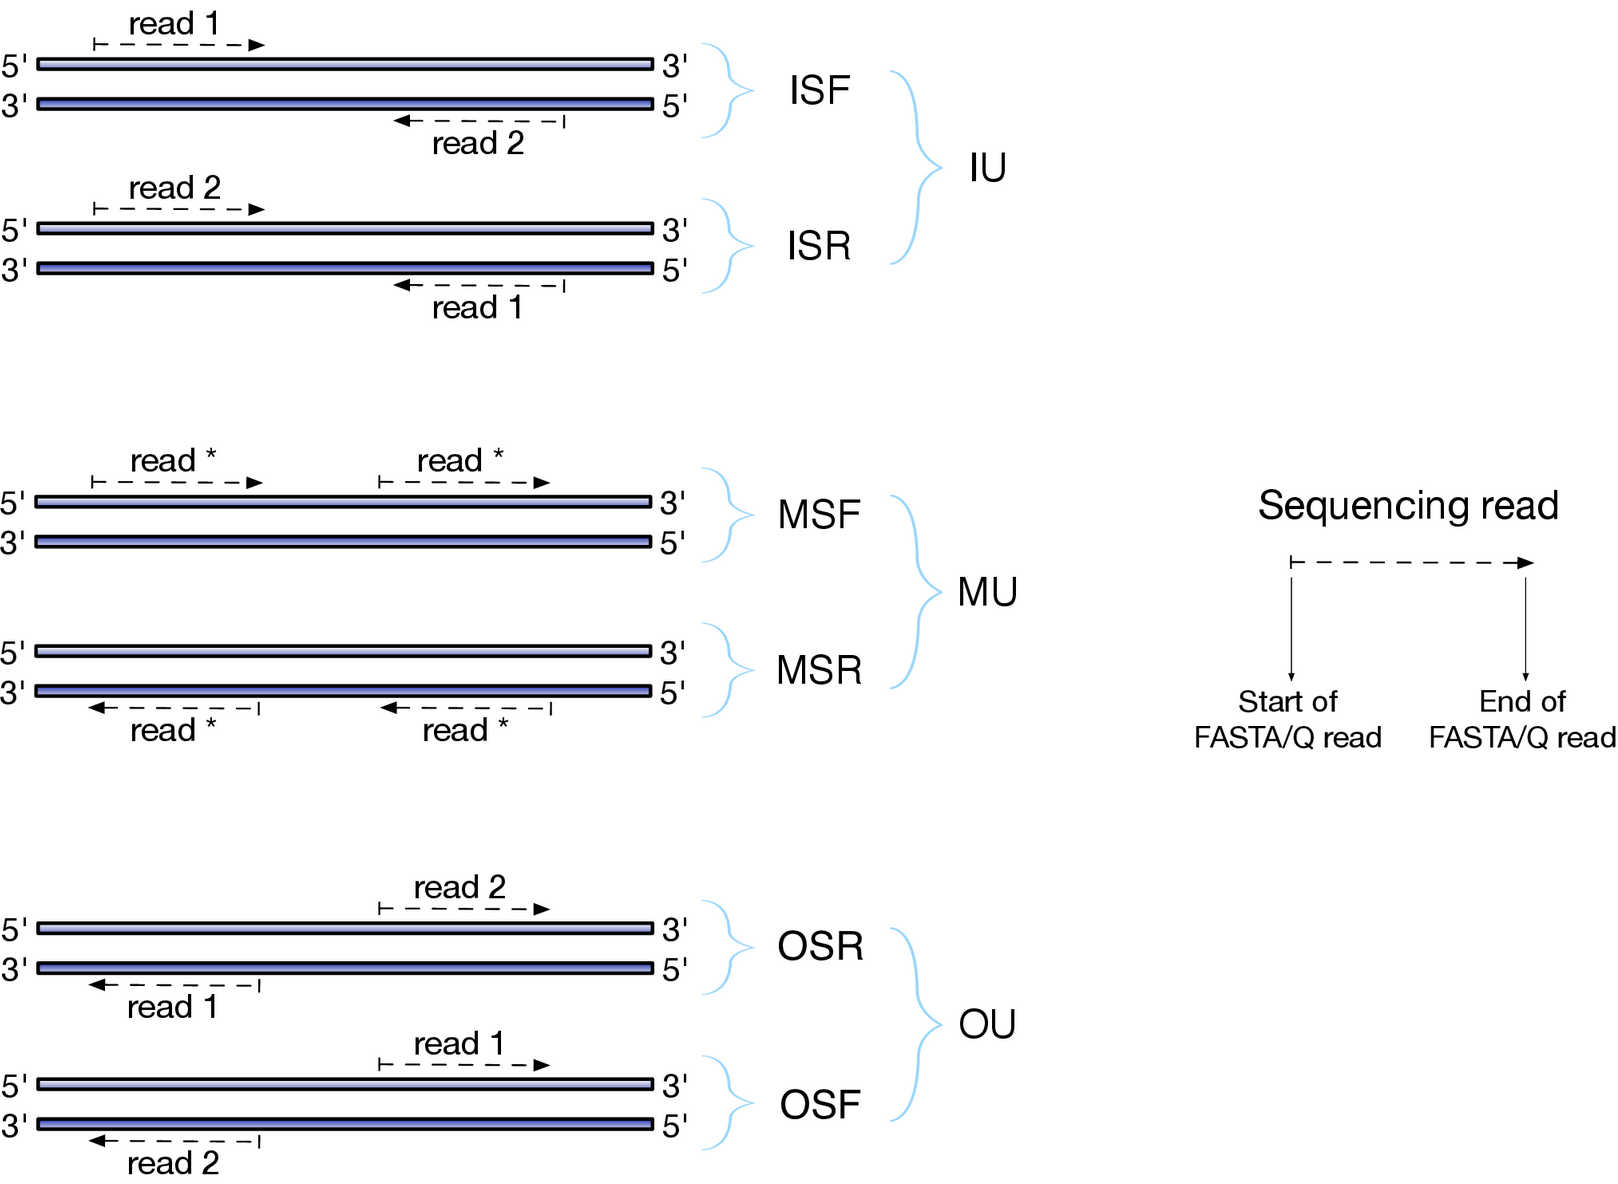 read 1
5' 3'
ISF
3' 5'
read 2
IU
read 2
5' 3'
ISR
3' 5'
read 1
read * read *
5' 3'
MSF
3' 5'
MU
5' 3'
MSR
3' 5'
read * read *
Sequencing read
Start of
FASTA/Q read
End of
FASTA/Q read
read 2
5' 3'
OSR
3' 5'
read 1
OU
read 1
5' 3'
OSF
3' 5'
read 2